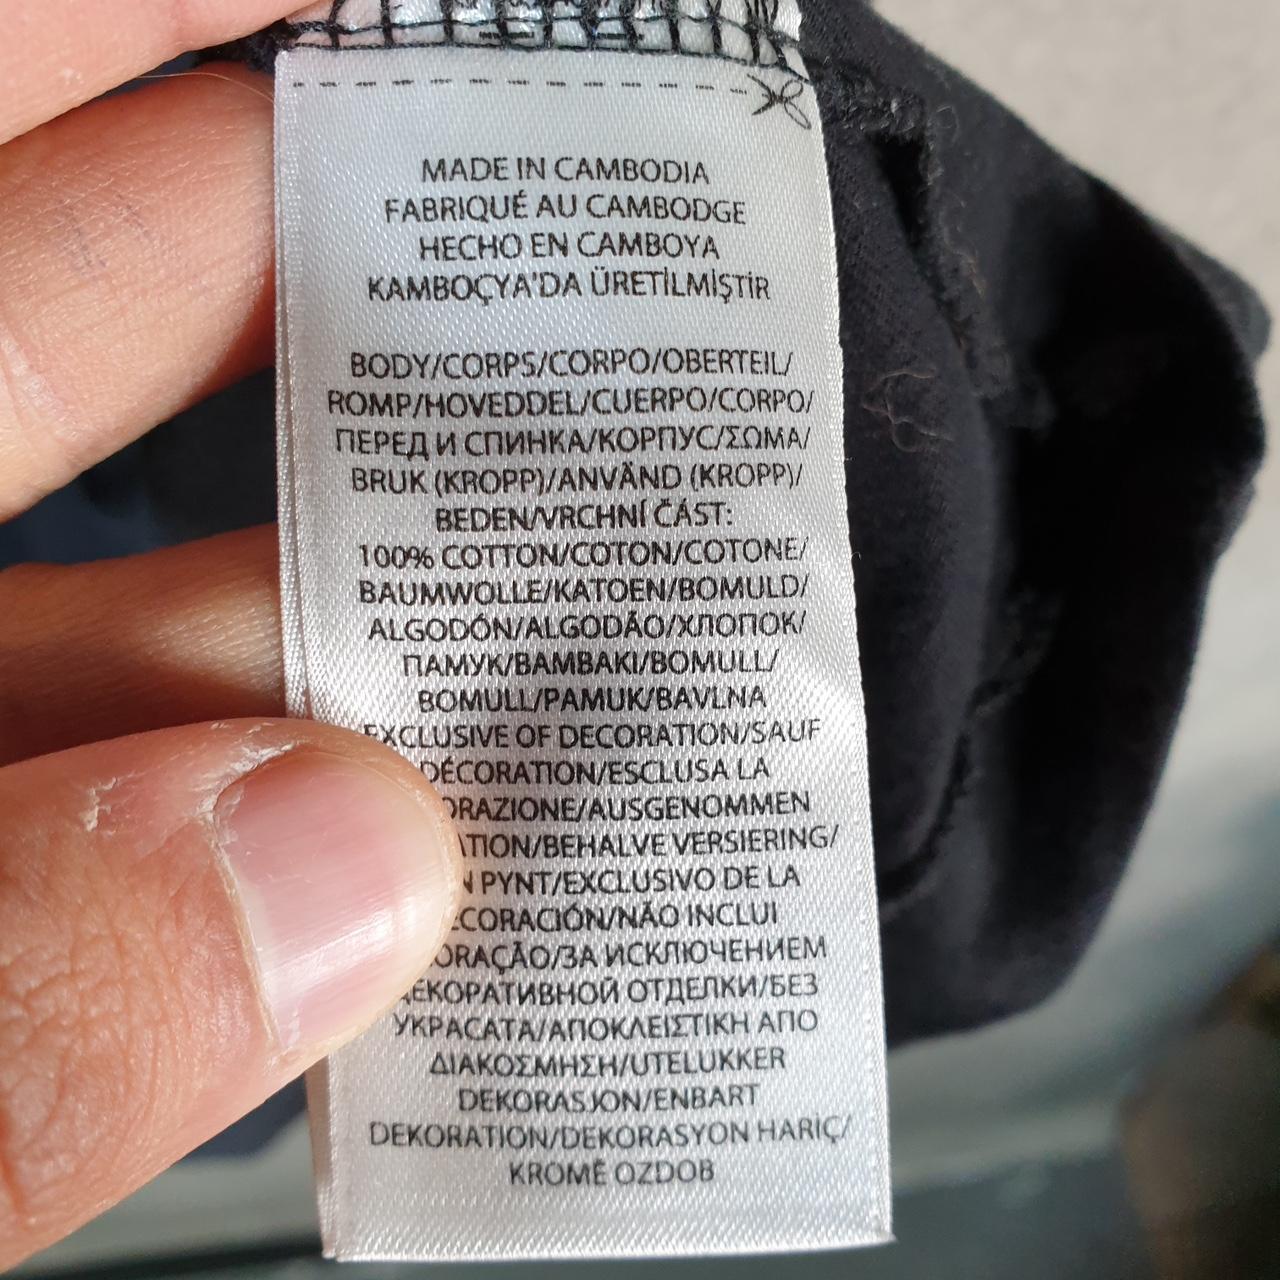 MADE IN CAMBODIA
FABRIQUÉ AU CAMBODGE
HECHO EN CAMBOYA
KAMBOÇYA'DA ÜRETİLMİŞTİR
BODY/CORPS/CORPO/OBERTEIL/
ROMP/HOVEDDEL/CUERPO/CORPO/
ПЕРЕД И СПИНКА/КОРПУС/ΣΩΜΑ/
BRUK (KROPP)/ANVÄND (KROPP)/
BEDEN/VRCHNÍ ČÁST:
100% COTTON/COTON/COTONE/
BAUMWOLLE/KATOEN/BOMULD/
ALGODÓN/ALGODÃO/ХЛОПОК/
ПАМУК/ΒΑΜΒΑΚΙ/BOMULL/
BOMULL/PAMUK/BAVLNA
EXCLUSIVE OF DECORATION/SAUF
DÉCORATION/ESCLUSA LA
ORAZIONE/AUSGENOMMEN
ATION/BEHALVE VERSIERING/
N PYNT/EXCLUSIVO DE LA
ECORACIÓN/NÃO INCLUI
ORAÇÃO/ЗА ИСКЛЮЧЕНИЕМ
ДЕКОРАТИВНОЙ ОТДЕЛКИ/БЕЗ
УКРАСАТА/ΑΠΟΚΛΕΙΣΤΙΚΗ ΑΠΟ
ΔΙΑΚΟΣΜΗΣΗ/UTELUKKER
DEKORASJON/ENBART
DEKORATION/DEKORASYON HARİÇ/
KROMĚ OZDOB